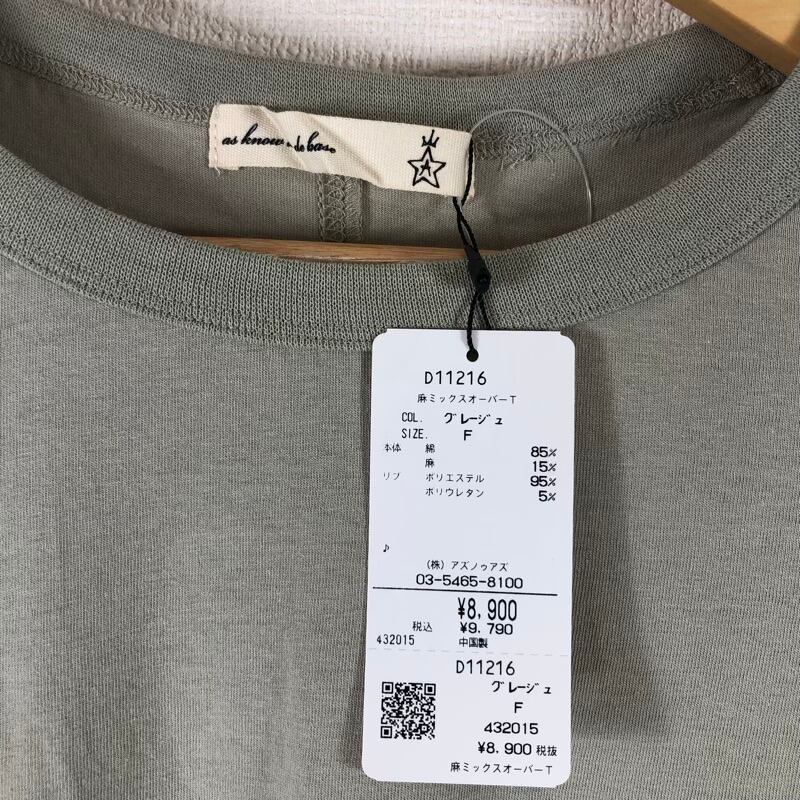 as know as de base
A
D11216
麻ミックスオーバーT
COL. グレージュ
SIZE. F
本体 綿 85%
麻 15%
リブ ポリエステル 95%
ポリウレタン 5%
♪
(株) アズノゥアズ
03-5465-8100
¥8,900
税込 ¥9,790
432015 中国製
D11216
グレージュ
F
432015
¥8,900 税抜
麻ミックスオーバーT